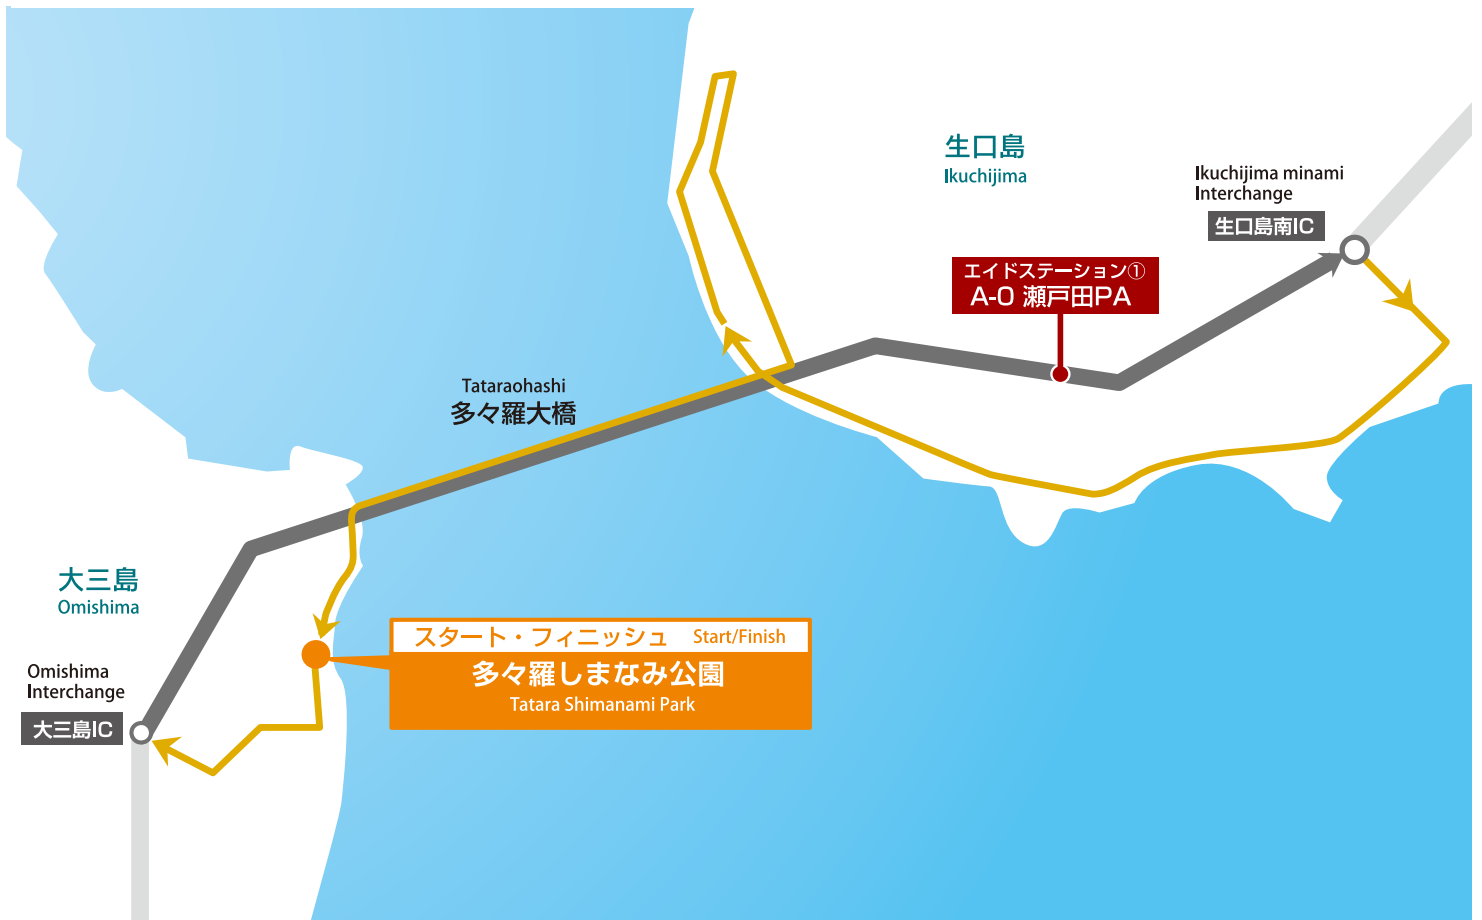 生口島
Ikuchijima
Ikuchijima minami
Interchange
生口島南IC
エイドステーション①
A-0 瀬戸田PA
Tataraohashi
多々羅大橋
大三島
Omishima
スタート・フィニッシュ Start/Finish
多々羅しまなみ公園
Tatara Shimanami Park
Omishima
Interchange
大三島IC